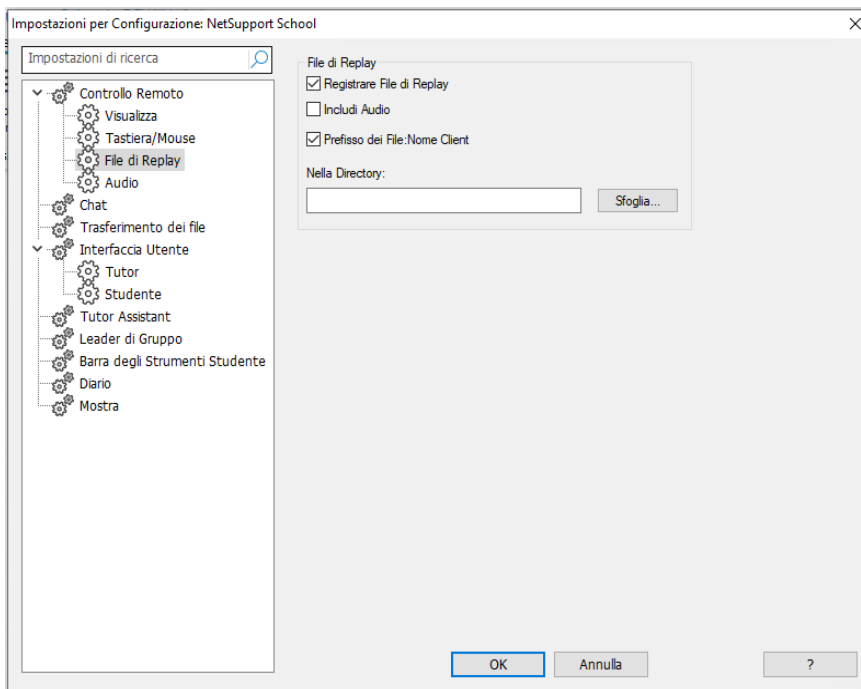 Impostazioni per Configurazione: NetSupport School
Impostazioni di ricerca
Controllo Remoto
Visualizza
Tastiera/Mouse
File di Replay
Audio
Chat
Trasferimento dei file
Interfaccia Utente
Tutor
Studente
Tutor Assistant
Leader di Gruppo
Barra degli Strumenti Studente
Diario
Mostra
File di Replay
Registrare File di Replay
Includi Audio
Prefisso dei File:Nome Client
Nella Directory:
Sfoglia...
OK
Annulla
?